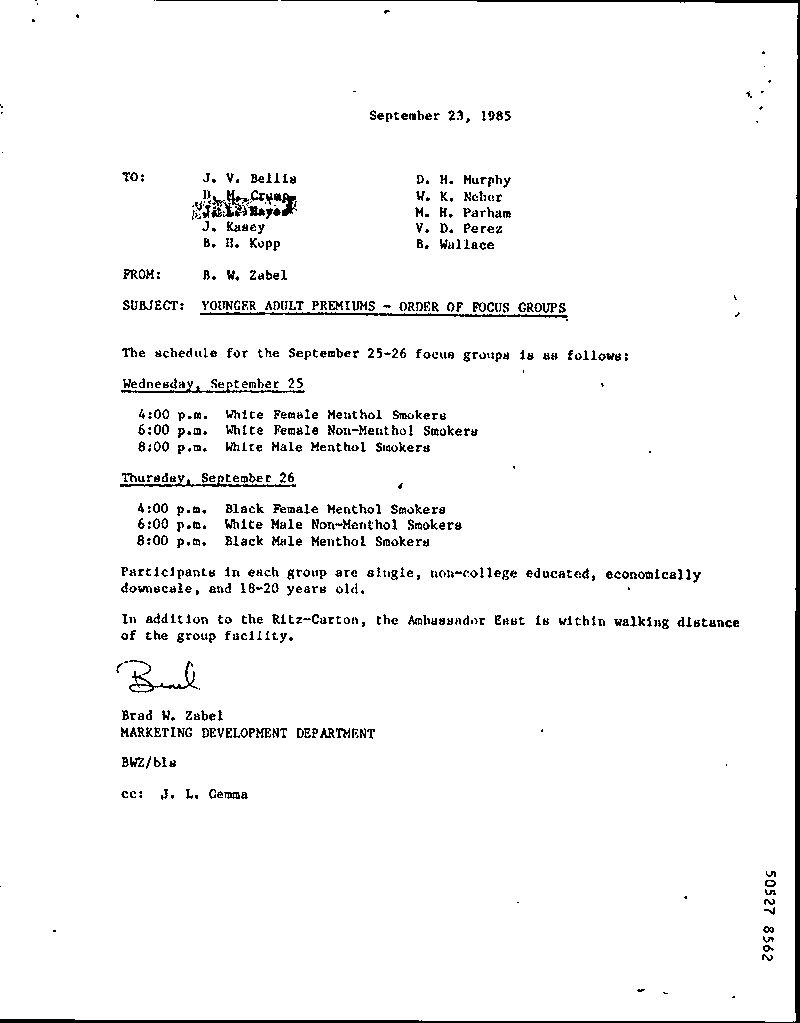 September 23, 1985
TO: J. V. Bellis D. H. Murphy
D. M. Crump W. K. Neher
J. L. Hayes M. H. Parham
J. Kasey V. D. Perez
B. H. Kopp B. Wallace
FROM: B. W. Zabel
SUBJECT: YOUNGER ADULT PREMIUMS - ORDER OF FOCUS GROUPS
The schedule for the September 25-26 focus groups is as follows:
Wednesday, September 25
4:00 p.m. White Female Menthol Smokers
6:00 p.m. White Female Non-Menthol Smokers
8:00 p.m. White Male Menthol Smokers
Thursday, September 26
4:00 p.m. Black Female Menthol Smokers
6:00 p.m. White Male Non-Menthol Smokers
8:00 p.m. Black Male Menthol Smokers
Participants in each group are single, non-college educated, economically
downscale, and 18-20 years old.
In addition to the Ritz-Carton, the Ambassador East is within walking distance
of the group facility.
Brad
Brad W. Zabel
MARKETING DEVELOPMENT DEPARTMENT
BWZ/bls
cc: J. L. Gemma
50527 8562